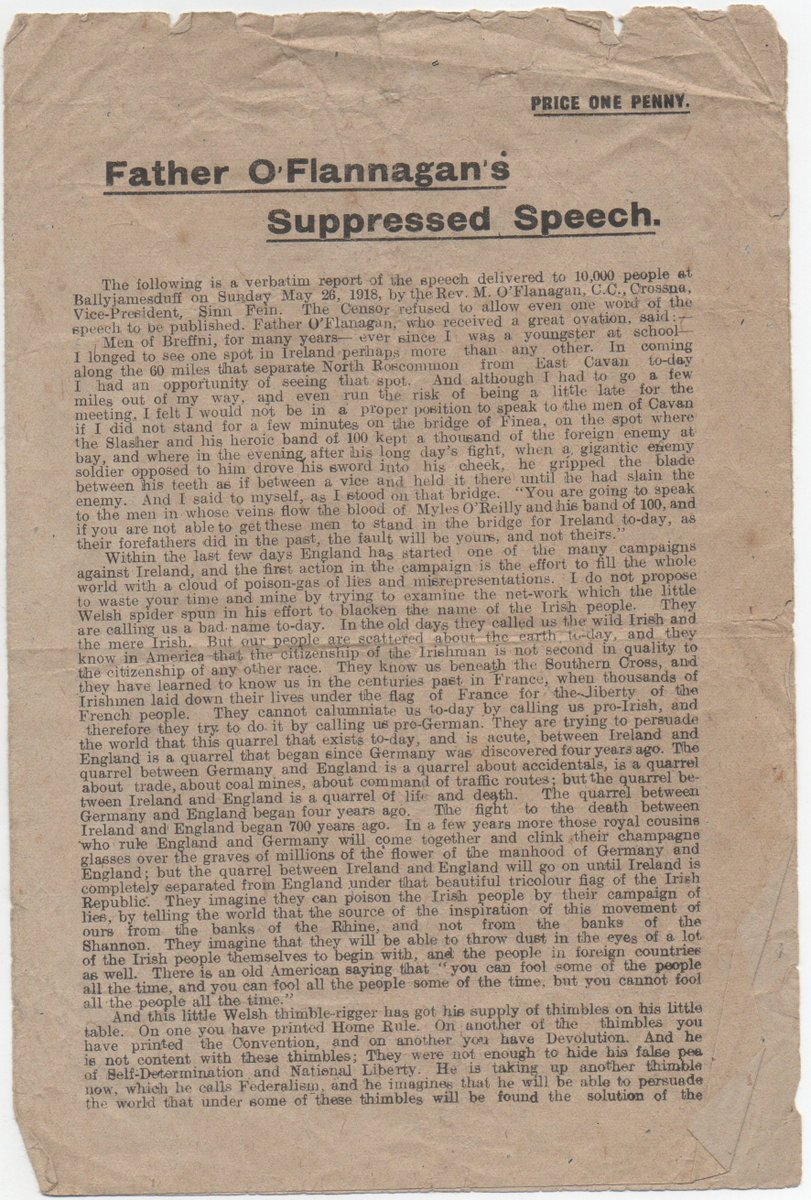 PRICE ONE PENNY.
Father O'Flannagan's
Suppressed Speech.
The following is a verbatim report of the speech delivered to 10,000 people at
Ballyjamesduff on Sunday May 26, 1918, by the Rev. M. O'Flanagan, C.C., Crossna,
Vice-President, Sinn Fein. The Censor refused to allow even one word of the
speech to be published. Father O'Flanagan, who received a great ovation, said:—
Men of Breffni, for many years— ever since I was a youngster at school—
I longed to see one spot in Ireland perhaps more than any other. In coming
along the 60 miles that separate North Roscommon from East Cavan to-day
I had an opportunity of seeing that spot. And although I had to go a few
miles out of my way, and even run the risk of being a little late for the
meeting, I felt I would not be in a proper position to speak to the men of Cavan
if I did not stand for a few minutes on the bridge of Finea, on the spot where
the Slasher and his heroic band of 100 kept a thousand of the foreign enemy at
bay, and where in the evening after his long day's fight, when a gigantic enemy
soldier opposed to him drove his sword into his cheek, he gripped the blade
between his teeth as if between a vice and held it there until he had slain the
enemy. And I said to myself, as I stood on that bridge. "You are going to speak
to the men in whose veins flow the blood of Myles O'Reilly and his band of 100, and
if you are not able to get these men to stand in the bridge for Ireland to-day, as
their forefathers did in the past, the fault will be yours, and not theirs."
Within the last few days England has started one of the many campaigns
against Ireland, and the first action in the campaign is the effort to fill the whole
world with a cloud of poison-gas of lies and misrepresentations. I do not propose
to waste your time and mine by trying to examine the net-work which the little
Welsh spider spun in his effort to blacken the name of the Irish people. They
are calling us a bad name to-day. In the old days they called us the wild Irish and
the mere Irish. But our people are scattered about the earth to-day, and they
know in America that the citizenship of the Irishman is not second in quality to
the citizenship of any other race. They know us beneath the Southern Cross, and
they have learned to know us in the centuries past in France, when thousands of
Irishmen laid down their lives under the flag of France for the-liberty of the
French people. They cannot calumniate us to-day by calling us pro-Irish, and
therefore they try to do it by calling us pro-German. They are trying to persuade
the world that this quarrel that exists to-day, and is acute, between Ireland and
England is a quarrel that began since Germany was discovered four years ago. The
quarrel between Germany and England is a quarrel about accidentals, is a quarrel
about trade, about coal mines, about command of traffic routes; but the quarrel be-
tween Ireland and England is a quarrel of life and death. The quarrel between
Germany and England began four years ago. The fight to the death between
Ireland and England began 700 years ago. In a few years more those royal cousins
who rule England and Germany will come together and clink their champagne
glasses over the graves of millions of the flower of the manhood of Germany and
England; but the quarrel between Ireland and England will go on until Ireland is
completely separated from England under that beautiful tricolour flag of the Irish
Republic. They imagine they can poison the Irish people by their campaign of
lies, by telling the world that the source of the inspiration of this movement of
ours from the banks of the Rhine, and not from the banks of the
Shannon. They imagine that they will be able to throw dust in the eyes of a lot
of the Irish people themselves to begin with, and the people in foreign countries
as well. There is an old American saying that "you can fool some of the people
all the time, and you can fool all the people some of the time, but you cannot fool
all the people all the time."
And this little Welsh thimble-rigger has got his supply of thimbles on his little
table. On one you have printed Home Rule. On another of the thimbles you
have printed the Convention, and on another you have Devolution. And he
is not content with these thimbles; They were not enough to hide his false pea
of Self-Determination and National Liberty. He is taking up another thimble
now, which he calls Federalism, and he imagines that he will be able to persuade
the world that under some of these thimbles will be found the solution of the